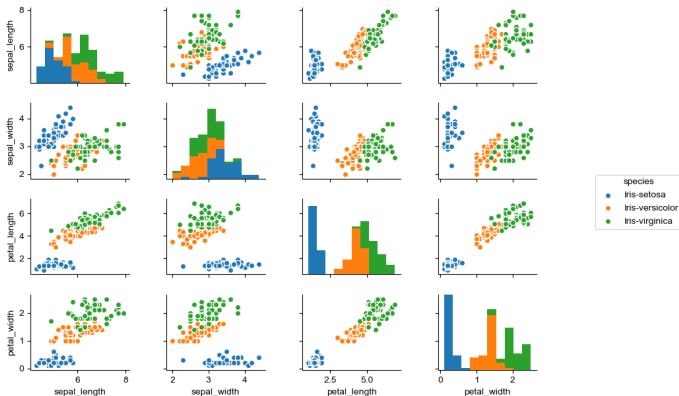 8
6
sepal_length
4
3
2
sepal_width
6
4
2
petal_length
2
1
0
petal_width
6
8
sepal_length
2
3
4
sepal_width
2.5
5.0
petal_length
0
1
2
petal_width
species
Iris-setosa
Iris-versicolor
Iris-virginica